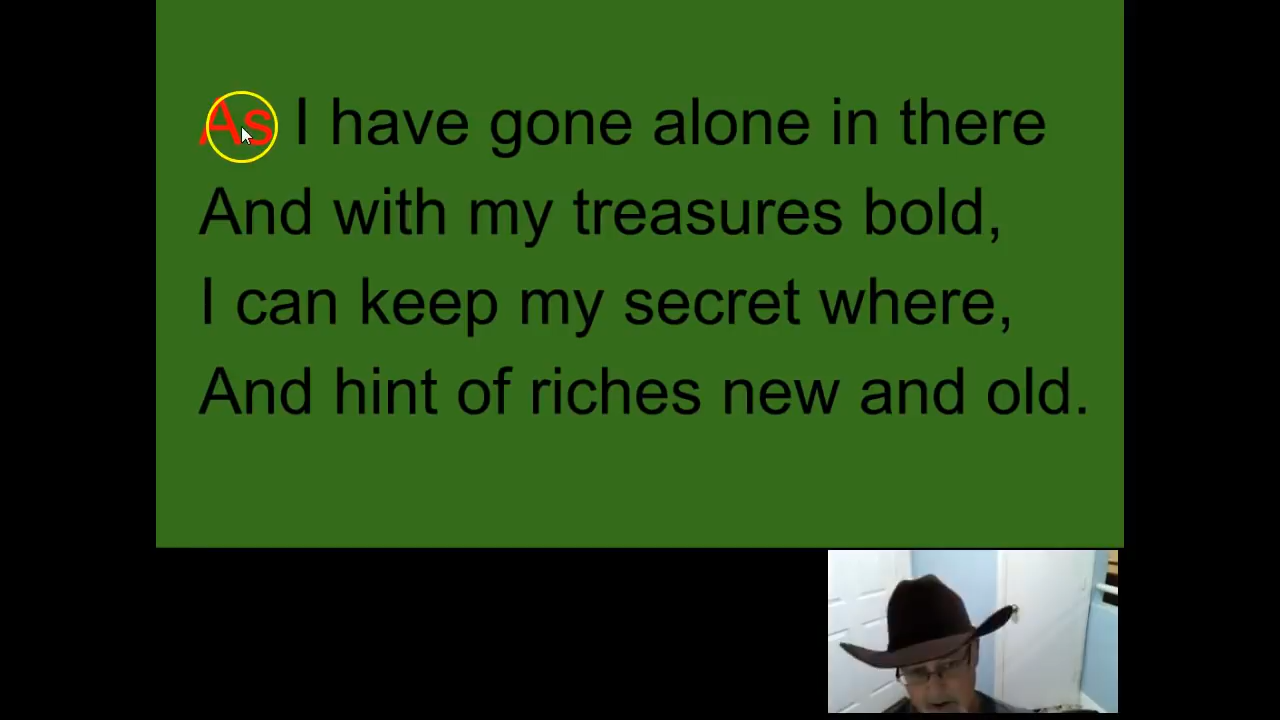 As I have gone alone in there
And with my treasures bold,
I can keep my secret where,
And hint of riches new and old.